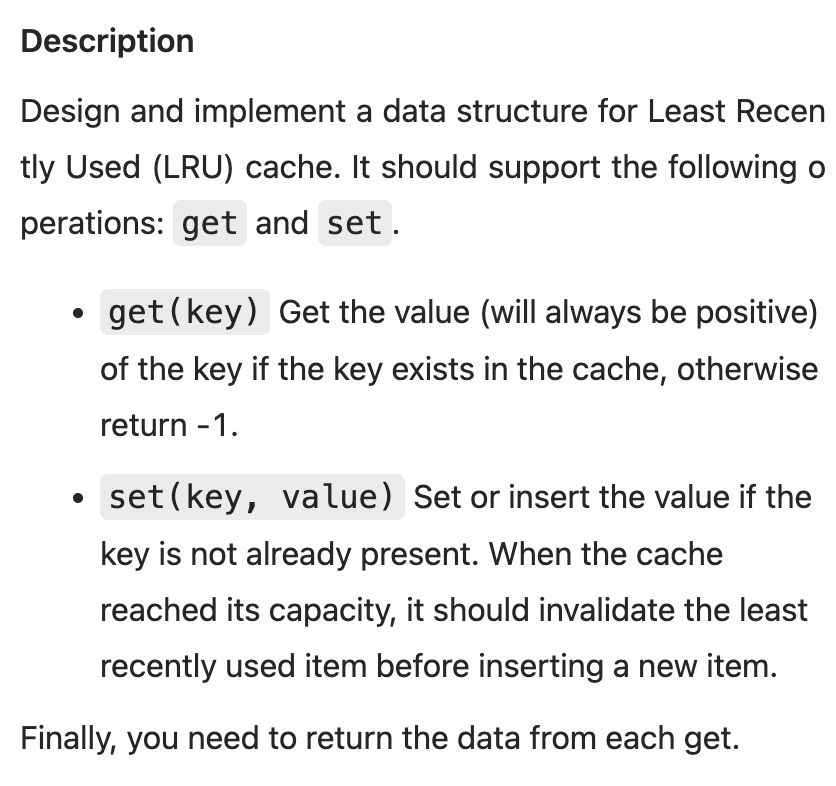 Description
Design and implement a data structure for Least Recen
tly Used (LRU) cache. It should support the following o
perations: get and set.
• get(key) Get the value (will always be positive)
of the key if the key exists in the cache, otherwise
return -1.
• set(key, value) Set or insert the value if the
key is not already present. When the cache
reached its capacity, it should invalidate the least
recently used item before inserting a new item.
Finally, you need to return the data from each get.